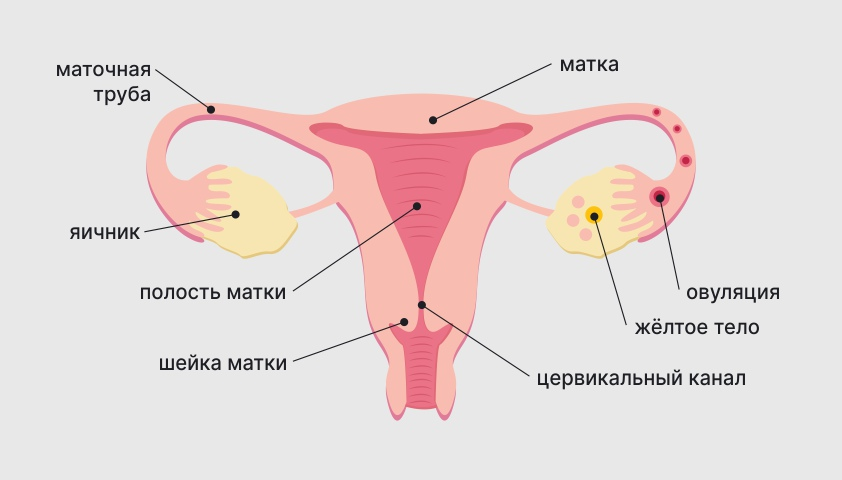 маточная
труба
матка
яичник
полость матки
овуляция
жёлтое тело
шейка матки
цервикальный канал